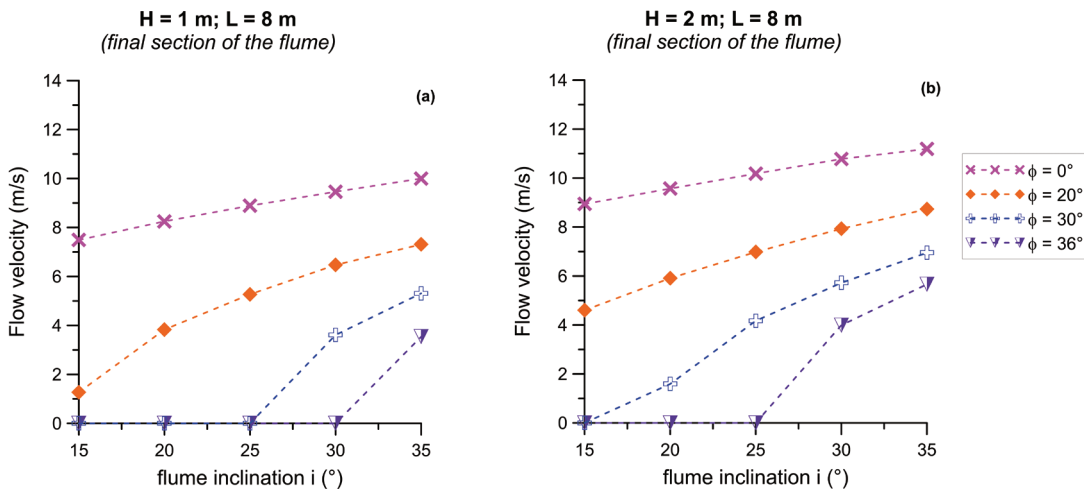 H = 1 m; L = 8 m
(final section of the flume)
(a)
14
12
10
8
6
4
2
0
Flow velocity (m/s)
15
20
25
30
35
flume inclination i (°)
H = 2 m; L = 8 m
(final section of the flume)
(b)
14
12
10
8
6
4
2
0
Flow velocity (m/s)
15
20
25
30
35
flume inclination i (°)
ϕ = 0°
ϕ = 20°
ϕ = 30°
ϕ = 36°